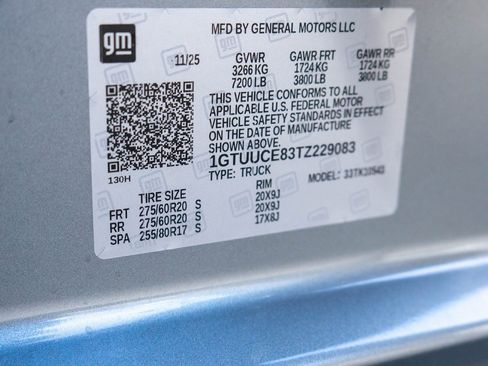 gm
MFD BY GENERAL MOTORS LLC
11/25 GVWR GAWR FRT GAWR RR
3266 KG 1724 KG 1724 KG
7200 LB 3800 LB 3800 LB
THIS VEHICLE CONFORMS TO ALL
APPLICABLE U.S. FEDERAL MOTOR
VEHICLE SAFETY STANDARDS IN EFFECT
ON THE DATE OF MANUFACTURE
SHOWN ABOVE.
1GTUUCE83TZ229083
TYPE: TRUCK MODEL:
130H
TIRE SIZE RIM
FRT 275/60R20 S 20X9J
RR 275/60R20 S 20X9J
SPA 255/80R17 S 17X8J